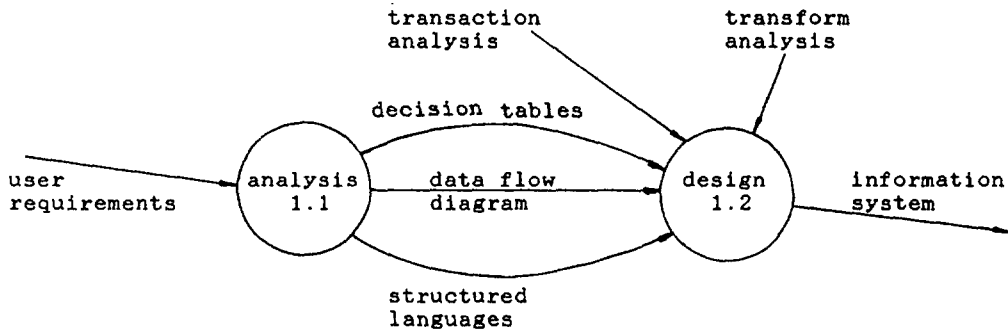 transaction
analysis
transform
analysis
decision tables
user
requirements
analysis
1.1
data flow
diagram
design
1.2
information
system
structured
languages